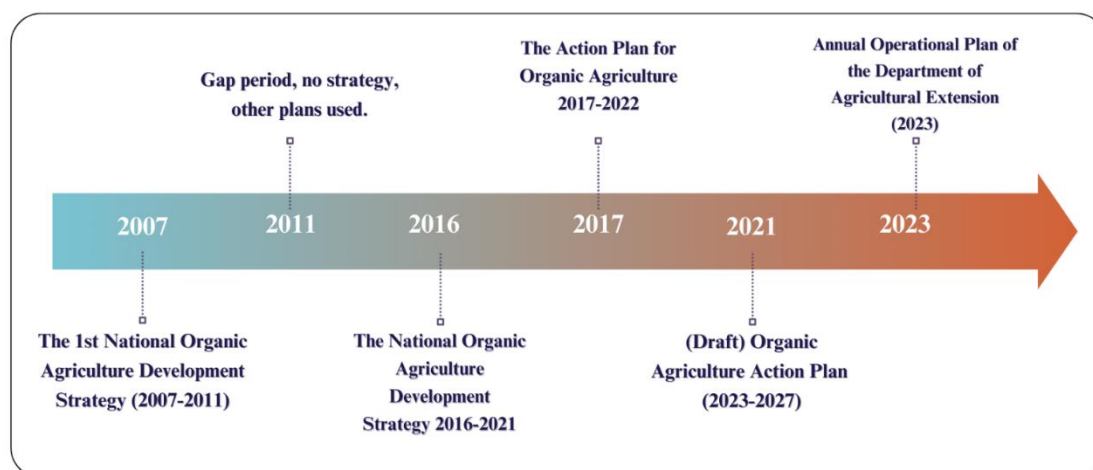 The Action Plan for
Organic Agriculture
2017-2022
Annual Operational Plan of
the Department of
Agricultural Extension
(2023)
Gap period, no strategy,
other plans used.
2007
2011
2016
2017
2021
2023
The 1st National Organic
Agriculture Development
Strategy (2007-2011)
The National Organic
Agriculture
Development
Strategy 2016-2021
(Draft) Organic
Agriculture Action Plan
(2023-2027)